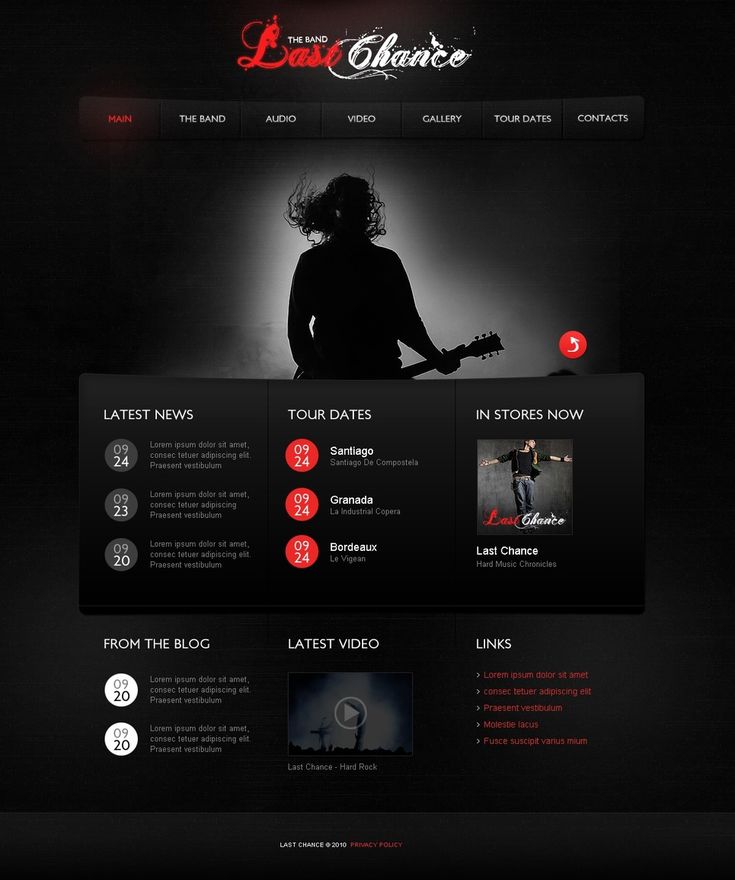 THE BAND
Last Chance
MAIN
THE BAND
AUDIO
VIDEO
GALLERY
TOUR DATES
CONTACTS
LATEST NEWS
09
24
Lorem ipsum dolor sit amet,
consec tetuer adipiscing elit.
Praesent vestibulum
09
23
Lorem ipsum dolor sit amet,
consec tetuer adipiscing
Praesent vestibulum
09
20
Lorem ipsum dolor sit amet,
consec tetuer adipiscing elit.
Praesent vestibulum
TOUR DATES
09
24
Santiago
Santiago De Compostela
09
24
Granada
La Industrial Copera
09
24
Bordeaux
Le Vigean
IN STORES NOW
Last Chance
Last Chance
Hard Music Chronicles
FROM THE BLOG
09
20
Lorem ipsum dolor sit amet,
consec tetuer adipiscing elit.
Praesent vestibulum
09
20
Lorem ipsum dolor sit amet,
consec tetuer adipiscing elit.
Praesent vestibulum
LATEST VIDEO
Last Chance - Hard Rock
LINKS
Lorem ipsum dolor sit amet
consec tetuer adipiscing elit
Praesent vestibulum
Molestie lacus
Fusce suscipit varius mium
LAST CHANCE © 2010 PRIVACY POLICY